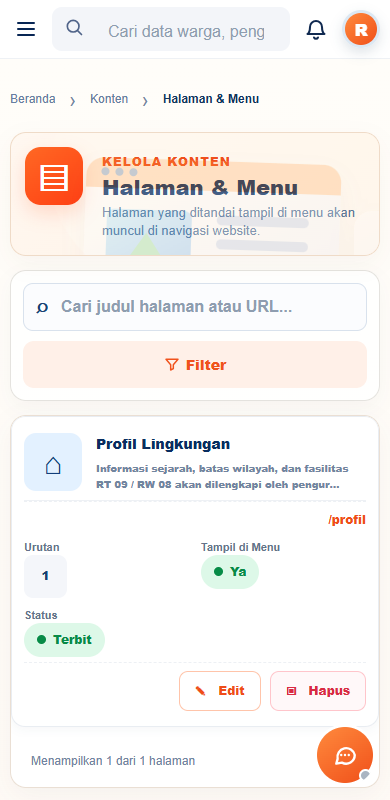 Cari data warga, peng
R
Beranda › Konten › Halaman & Menu
KELOLA KONTEN
Halaman & Menu
Halaman yang ditandai tampil di menu akan
muncul di navigasi website.
Cari judul halaman atau URL...
Filter
Profil Lingkungan
Informasi sejarah, batas wilayah, dan fasilitas
RT 09 / RW 08 akan dilengkapi oleh pengur...
/profil
Urutan
1
Tampil di Menu
Ya
Status
Terbit
Edit
Hapus
Menampilkan 1 dari 1 halaman